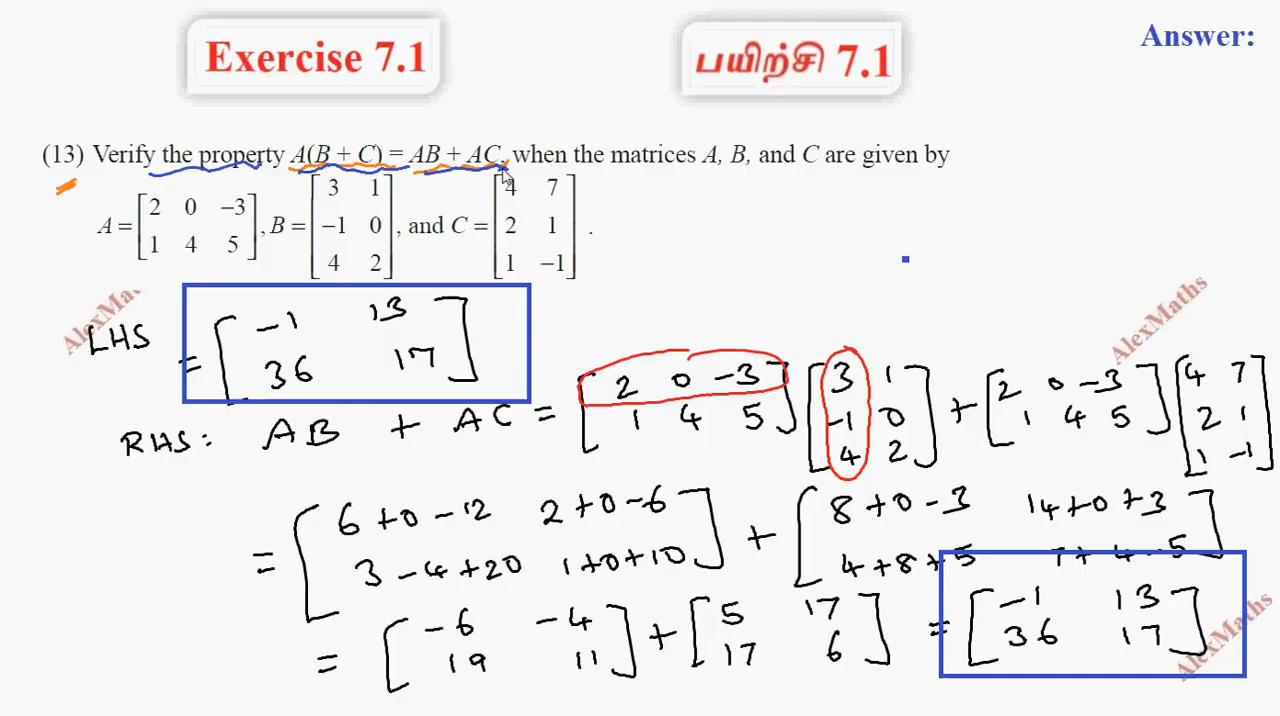 Exercise 7.1
பயிற்சி 7.1
Answer:
(13) Verify the property A(B + C) = AB + AC, when the matrices A, B, and C are given by
A = [2 0 −3; 1 4 5], B = [3 1; −1 0; 4 2], and C = [4 7; 2 1; 1 −1].
AlexMaths
AlexMaths
LHS = [-1 13; 36 17]
RHS: AB + AC = [2 0 -3; 1 4 5] [3 1; -1 0; 4 2] + [2 0 -3; 1 4 5] [4 7; 2 1; 1 -1]
= [6+0-12 2+0-6; 3-4+20 1+0+10] + [8+0-3 14+0+3; 4+8+5 7+4-5]
= [-6 -4; 19 11] + [5 17; 17 6] = [-1 13; 36 17]
AlexMaths